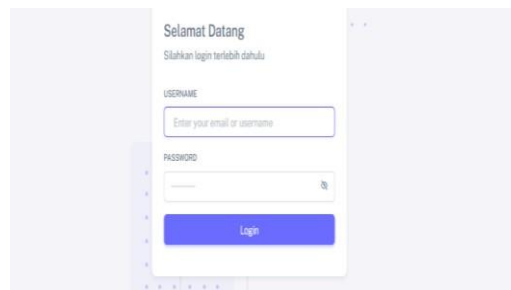 Selamat Datang
Silahkan login terlebih dahulu
USERNAME
Enter your email or username
PASSWORD
Login